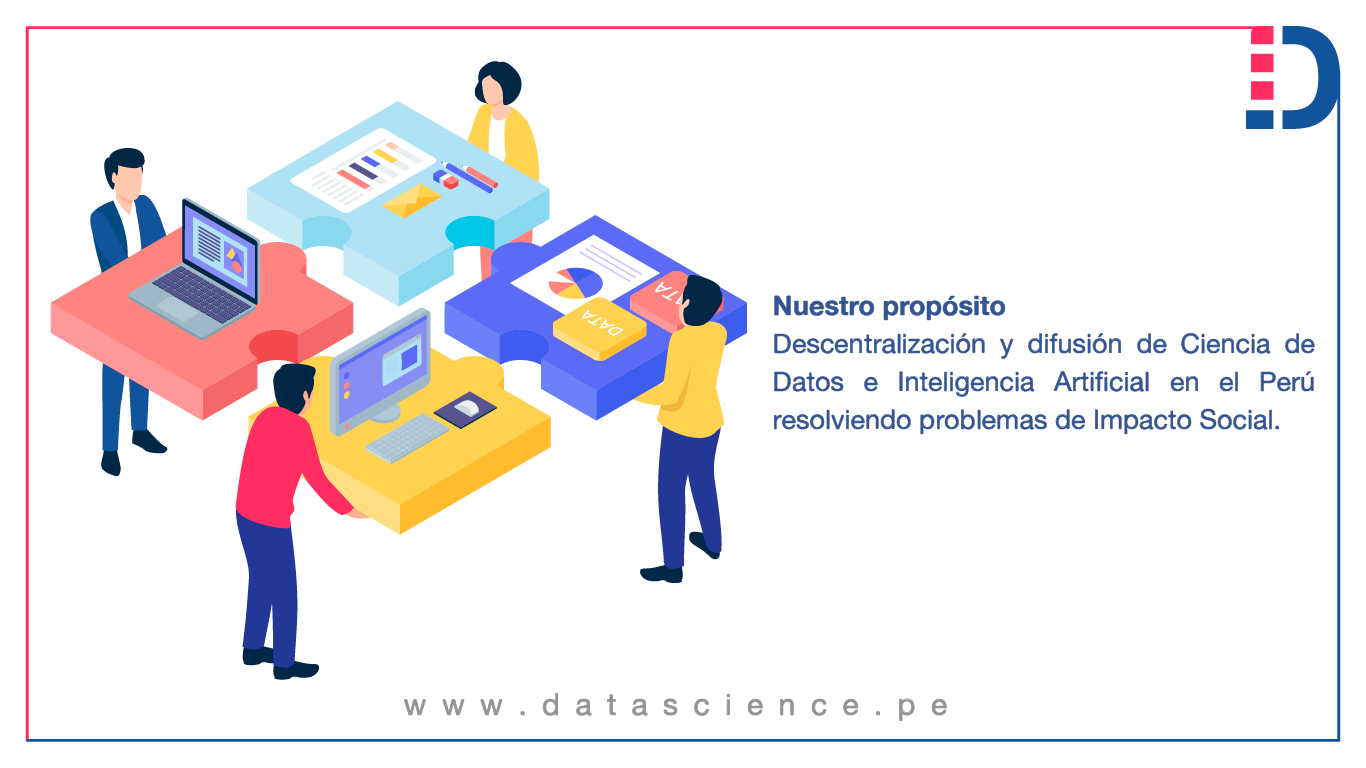 Nuestro propósito
Descentralización y difusión de Ciencia de
Datos e Inteligencia Artificial en el Perú
resolviendo problemas de Impacto Social.
DATA
DATA
www.datascience.pe